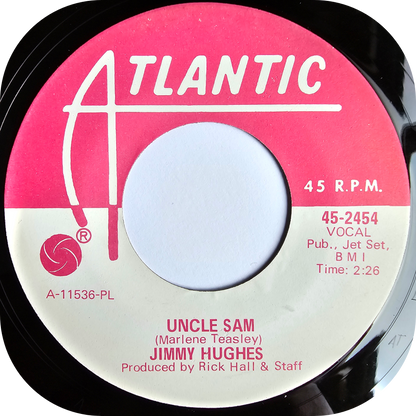 ATLANTIC
45 R.P.M.
®
45-2454
VOCAL
Pub., Jet Set,
B M I
Time: 2:26
A-11536-PL
UNCLE SAM
(Marlene Teasley)
JIMMY HUGHES
Produced by Rick Hall & Staff